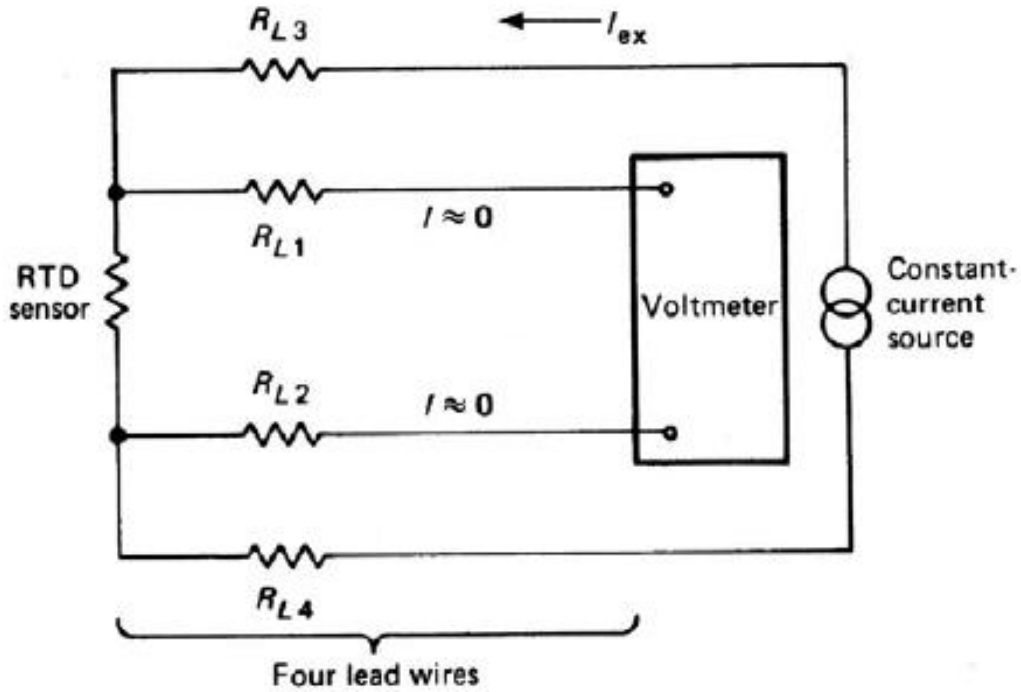 R_L3
I_ex
R_L1
I ≈ 0
RTD
sensor
Voltmeter
Constant-
current
source
R_L2
I ≈ 0
R_L4
Four lead wires